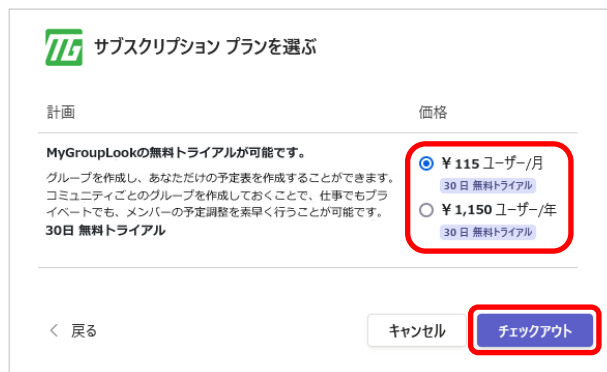 TTG サブスクリプション プランを選ぶ
計画 価格
MyGroupLookの無料トライアルが可能です。
グループを作成し、あなただけの予定表を作成することができます。
コミュニティごとのグループを作成しておくことで、仕事でもプラ
イベートでも、メンバーの予定調整を素早く行うことが可能です。
30日 無料トライアル
¥ 115 ユーザー/月
30 日 無料トライアル
¥ 1,150 ユーザー/年
30 日 無料トライアル
< 戻る キャンセル チェックアウト